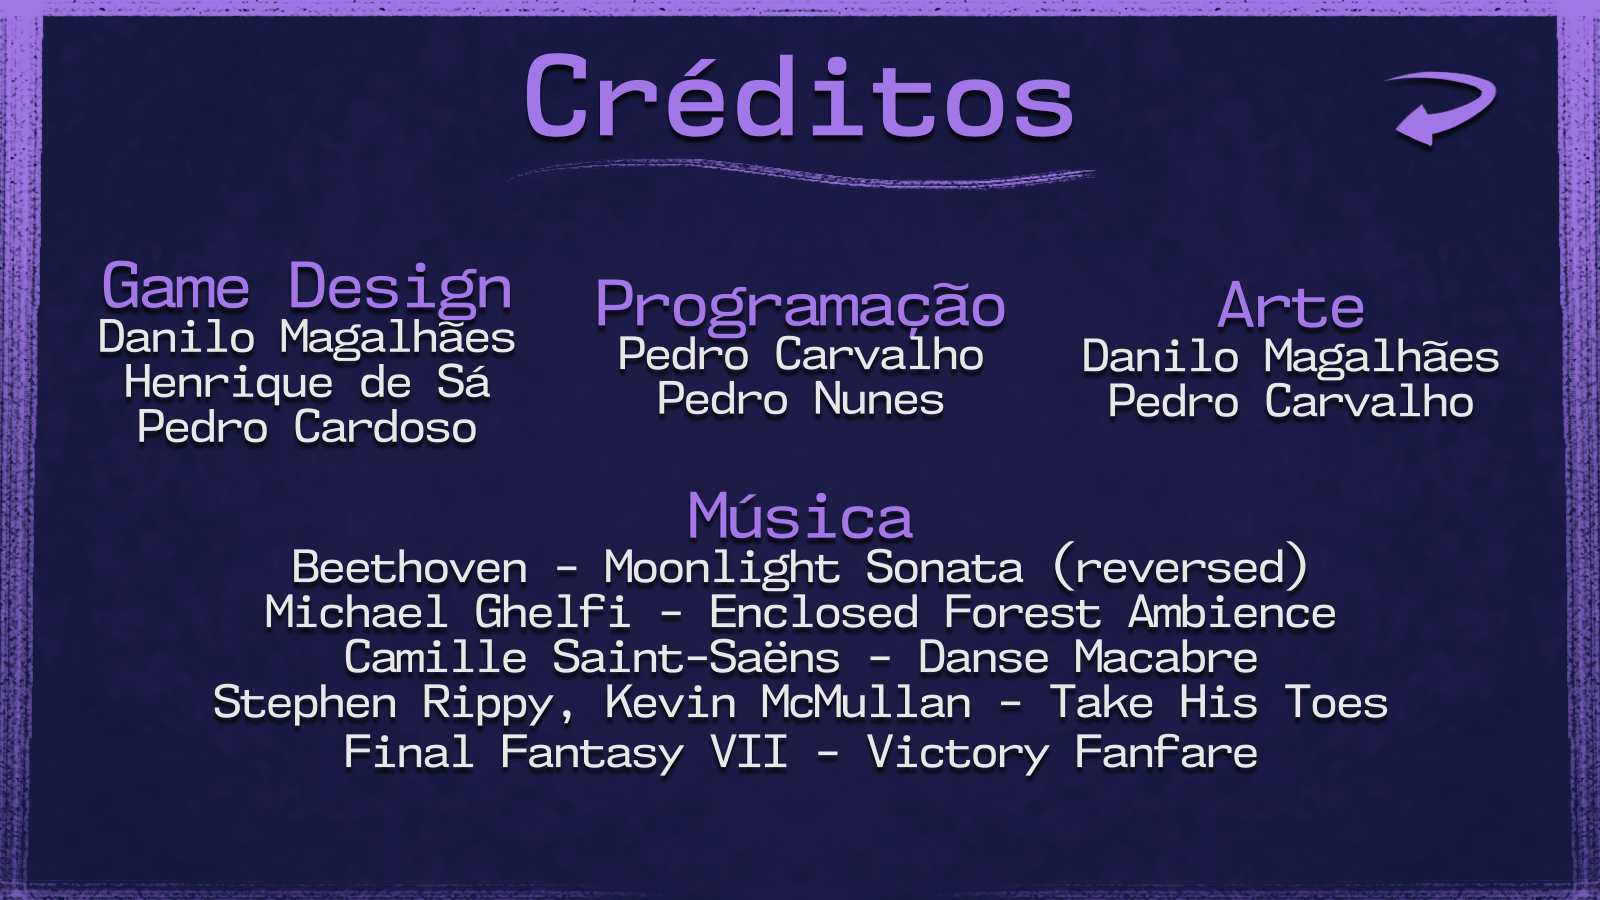 Créditos
Game Design
Danilo Magalhães
Henrique de Sá
Pedro Cardoso
Programação
Pedro Carvalho
Pedro Nunes
Arte
Danilo Magalhães
Pedro Carvalho
Música
Beethoven - Moonlight Sonata (reversed)
Michael Ghelfi - Enclosed Forest Ambience
Camille Saint-Saëns - Danse Macabre
Stephen Rippy, Kevin McMullan - Take His Toes
Final Fantasy VII - Victory Fanfare